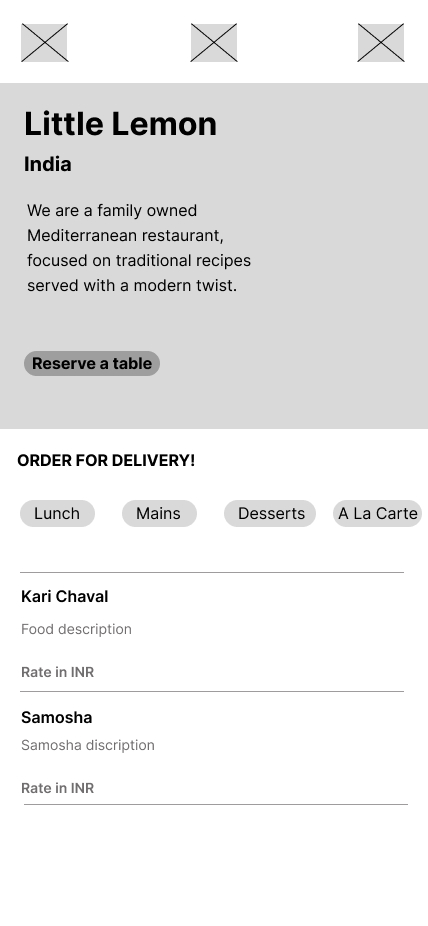 Little Lemon
India
We are a family owned
Mediterranean restaurant,
focused on traditional recipes
served with a modern twist.
Reserve a table
ORDER FOR DELIVERY!
Lunch Mains Desserts A La Carte
Kari Chaval
Food description
Rate in INR
Samosha
Samosha discription
Rate in INR